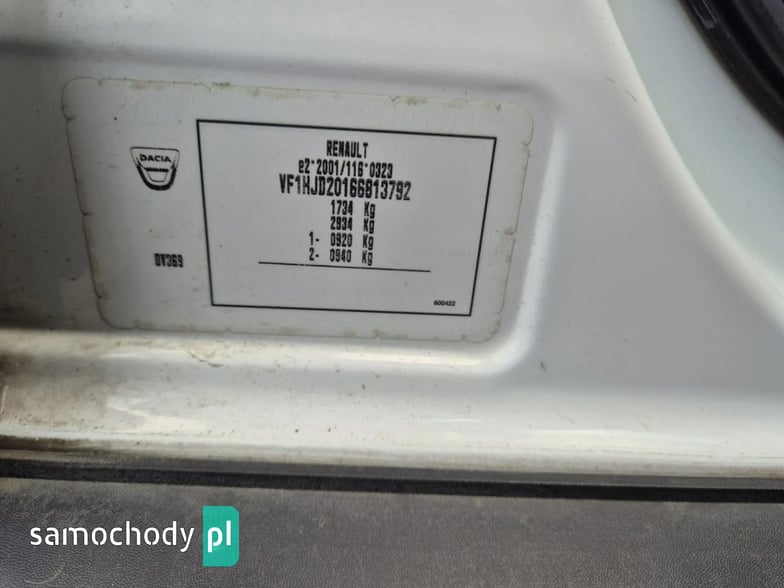 DACIA
RENAULT
e2*2001/116*0323
VF1HJD20166813792
1734 Kg
2934 Kg
1- 0920 Kg
2- 0940 Kg
0V369
600422
samochody pl